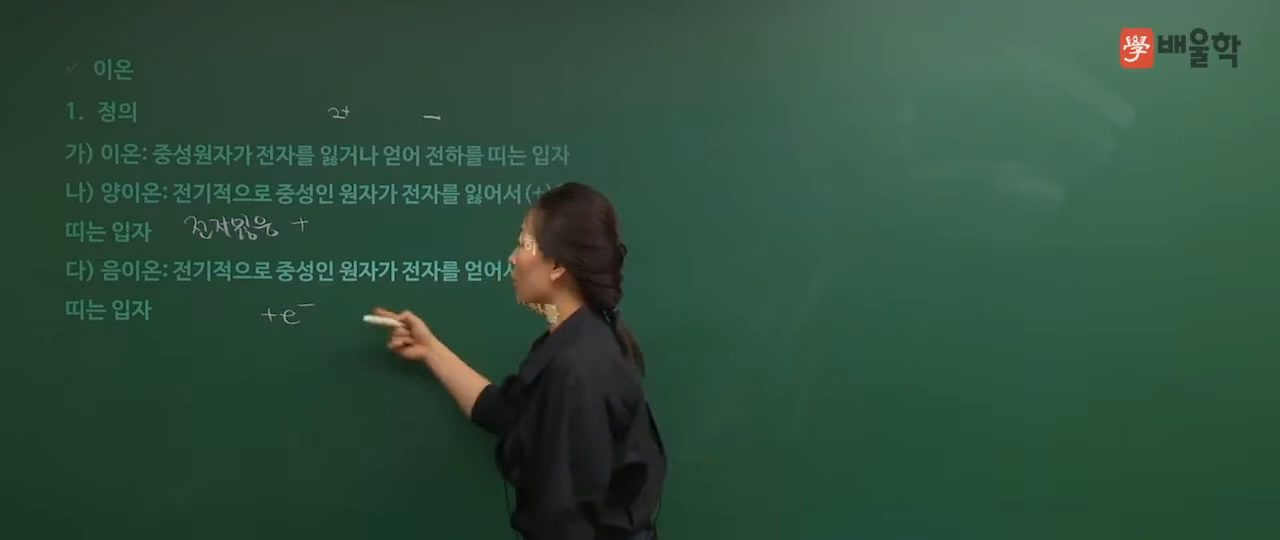 學 배울학
✓ 이온
1. 정의
2+ −
가) 이온: 중성원자가 전자를 잃거나 얻어 전하를 띠는 입자
나) 양이온: 전기적으로 중성인 원자가 전자를 잃어서 (+)
띠는 입자 전자잃음 +
다) 음이온: 전기적으로 중성인 원자가 전자를 얻어서
띠는 입자 +e⁻